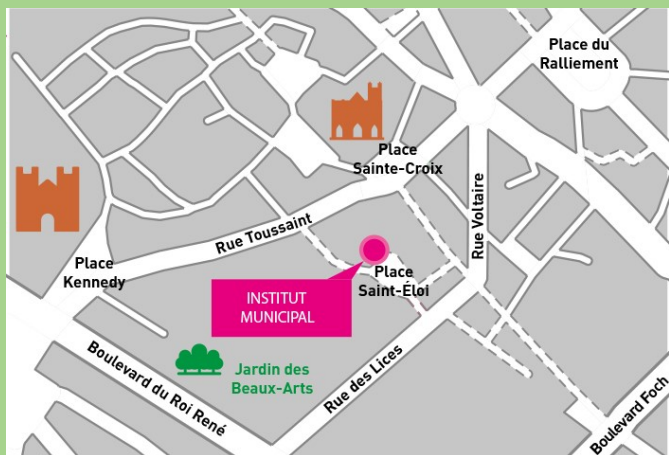 Place du
Ralliement
Place
Sainte-Croix
Rue Toussaint
Rue Voltaire
Place
Kennedy
Place
Saint-Éloi
INSTITUT
MUNICIPAL
Jardin des
Beaux-Arts
Rue des Lices
Boulevard du Roi René
Boulevard Foch